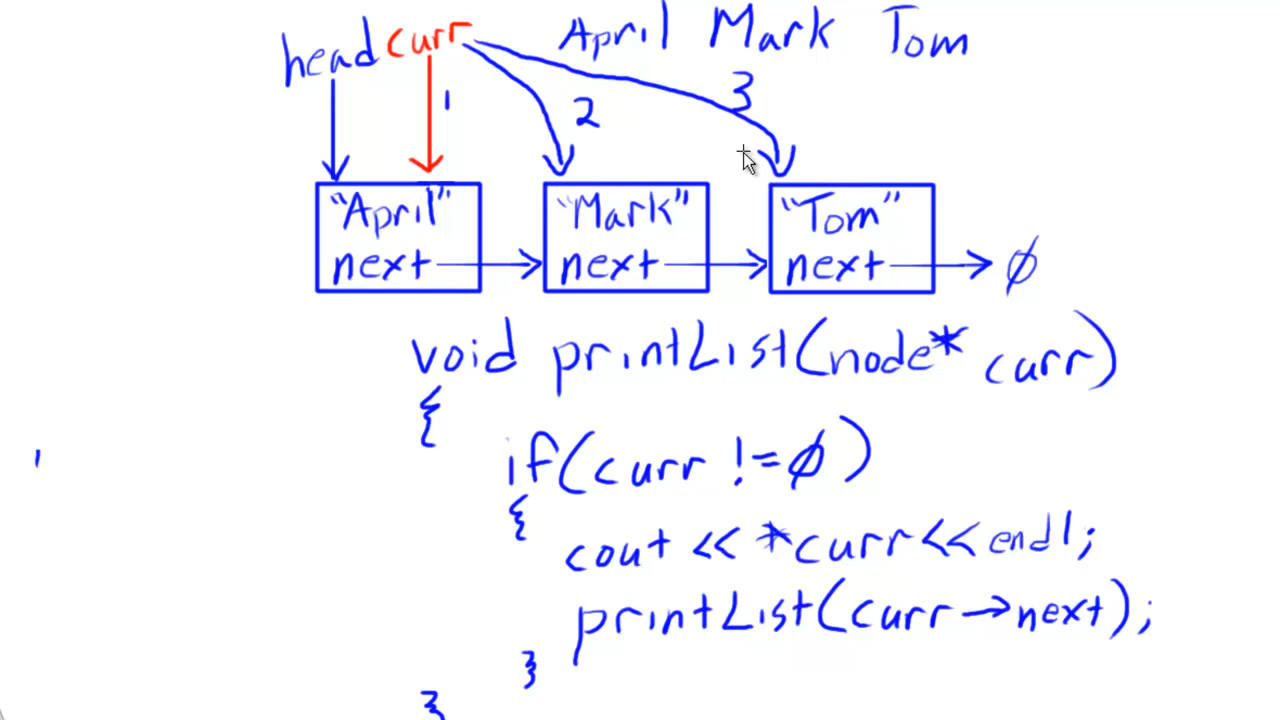 head curr April Mark Tom
1 2 3
"April" "Mark" "Tom"
next next next ∅
void printList(node* curr)
{
if(curr !=∅)
{
cout << *curr<<endl;
printList(curr→next);
}
}